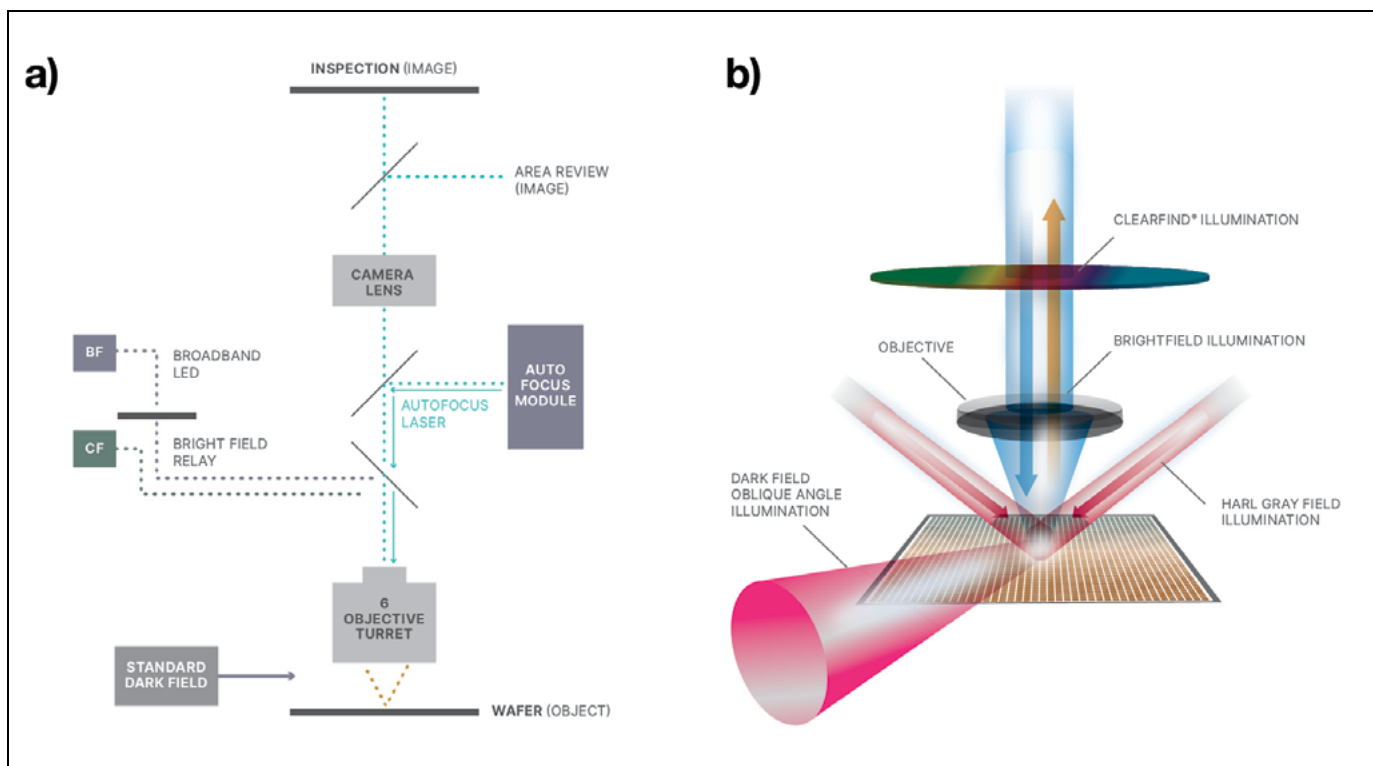 a)
INSPECTION (IMAGE)
AREA REVIEW
(IMAGE)
CAMERA
LENS
BF
BROADBAND
LED
AUTO
FOCUS
MODULE
AUTOFOCUS
LASER
CF
BRIGHT FIELD
RELAY
6
OBJECTIVE
TURRET
STANDARD
DARK FIELD
WAFER (OBJECT)
b)
CLEARFIND® ILLUMINATION
OBJECTIVE
BRIGHTFIELD ILLUMINATION
DARK FIELD
OBLIQUE ANGLE
ILLUMINATION
HARL GRAY FIELD
ILLUMINATION